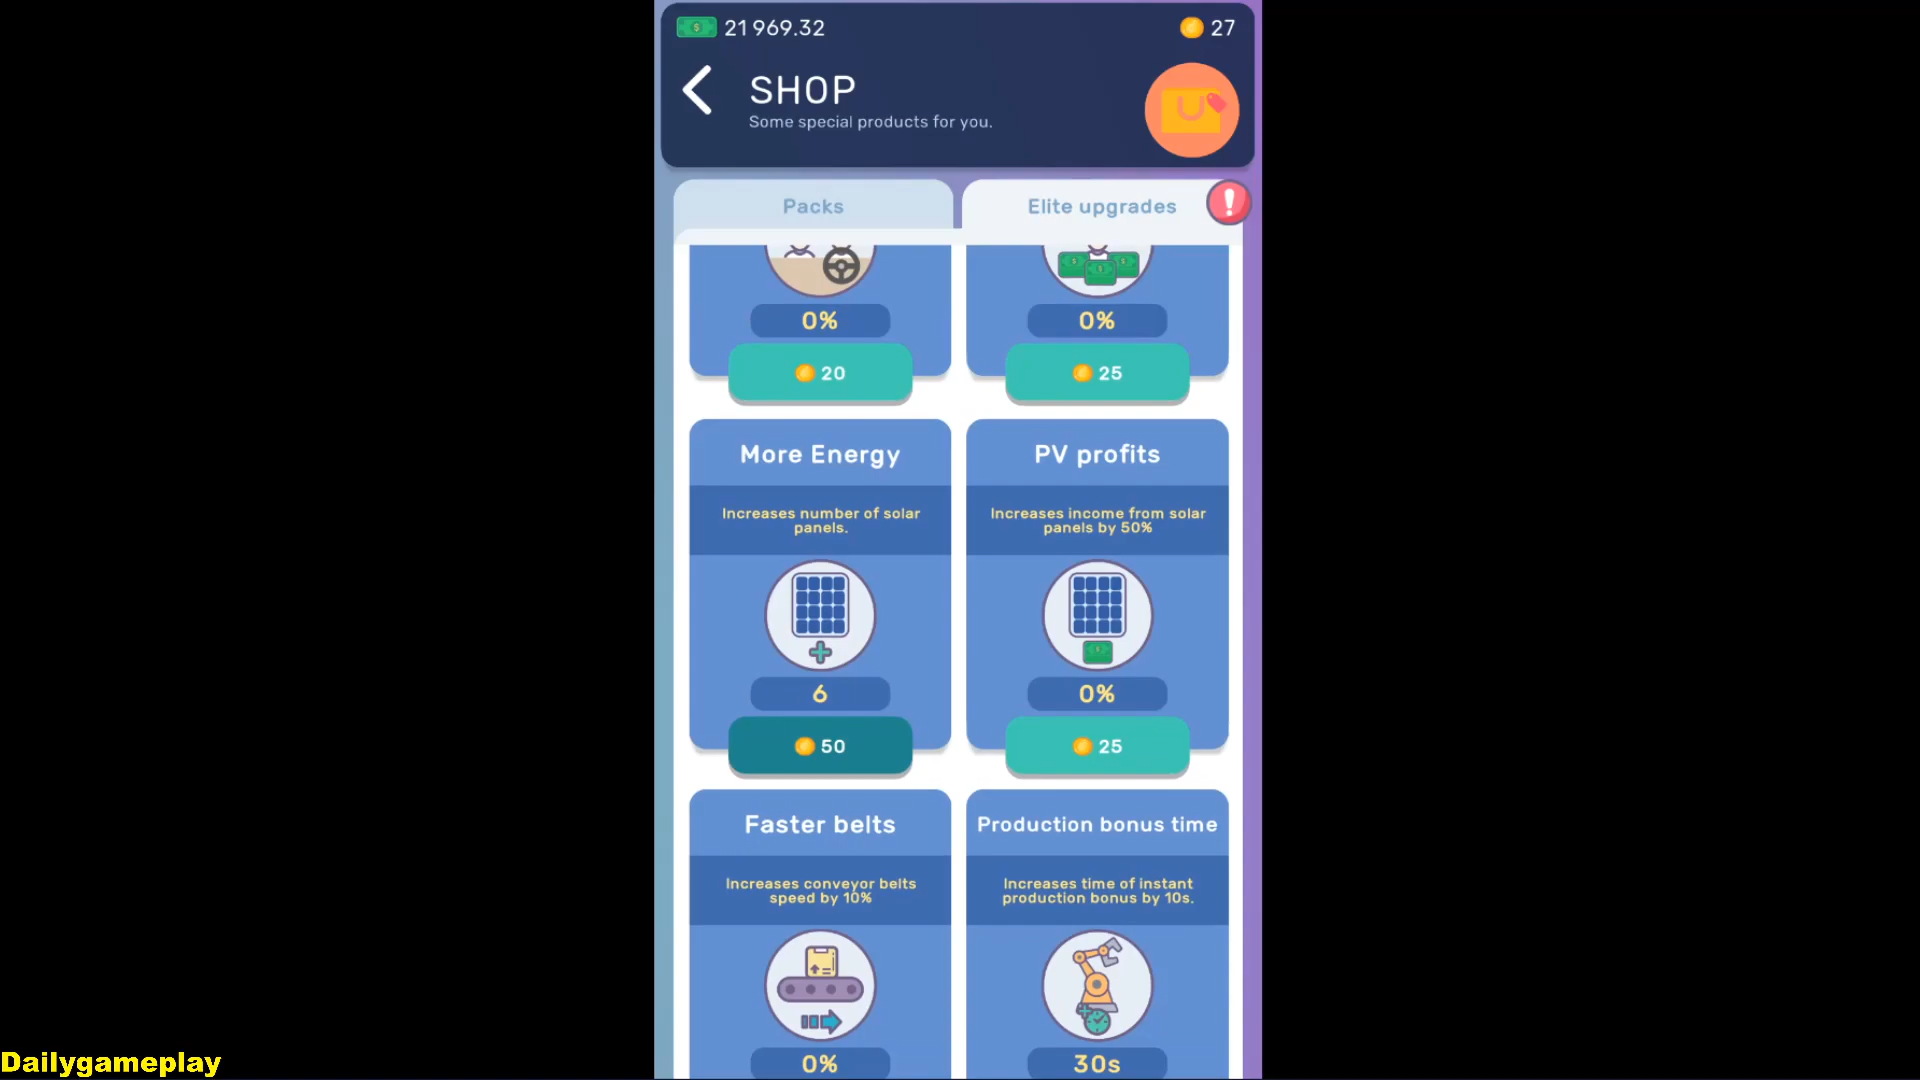 21 969.32
27
SHOP
Some special products for you.
Packs
Elite upgrades
!
0%
0%
20
25
More Energy
PV profits
Increases number of solar
panels.
Increases income from solar
panels by 50%
6
0%
50
25
Faster belts
Production bonus time
Increases conveyor belts
speed by 10%
Increases time of instant
production bonus by 10s.
0%
30s
Dailygameplay